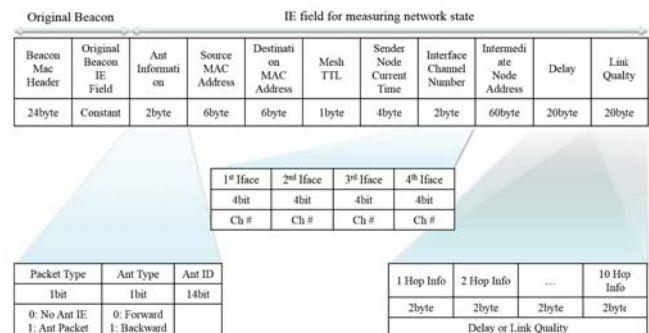 Original Beacon
IE field for measuring network state
Beacon Mac Header
Original Beacon IE Field
Ant Informati on
Source MAC Address
Destinati on MAC Address
Mesh TTL
Sender Node Current Time
Interface Channel Number
Intermedi ate Node Address
Delay
Link Quality
24byte
Constant
2byte
6byte
6byte
1byte
4byte
2byte
60byte
20byte
20byte
1st Iface
2nd Iface
3rd Iface
4th Iface
4bit
4bit
4bit
4bit
Ch #
Ch #
Ch #
Ch #
Packet Type
Ant Type
Ant ID
1bit
1bit
14bit
0: No Ant IE
1: Ant Packet
0: Forward
1: Backward
1 Hop Info
2 Hop Info
...
10 Hop Info
2byte
2byte
2byte
2byte
Delay or Link Quality